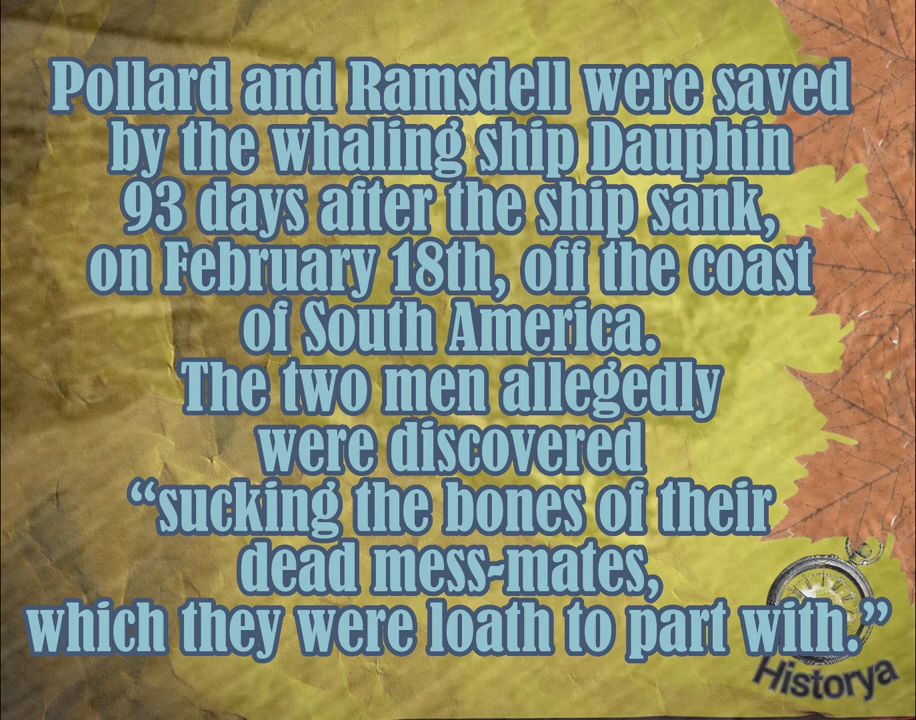 Pollard and Ramsdell were saved
by the whaling ship Dauphin
93 days after the ship sank,
on February 18th, off the coast
of South America.
The two men allegedly
were discovered
“sucking the bones of their
dead mess-mates,
which they were loath to part with.”
Historya